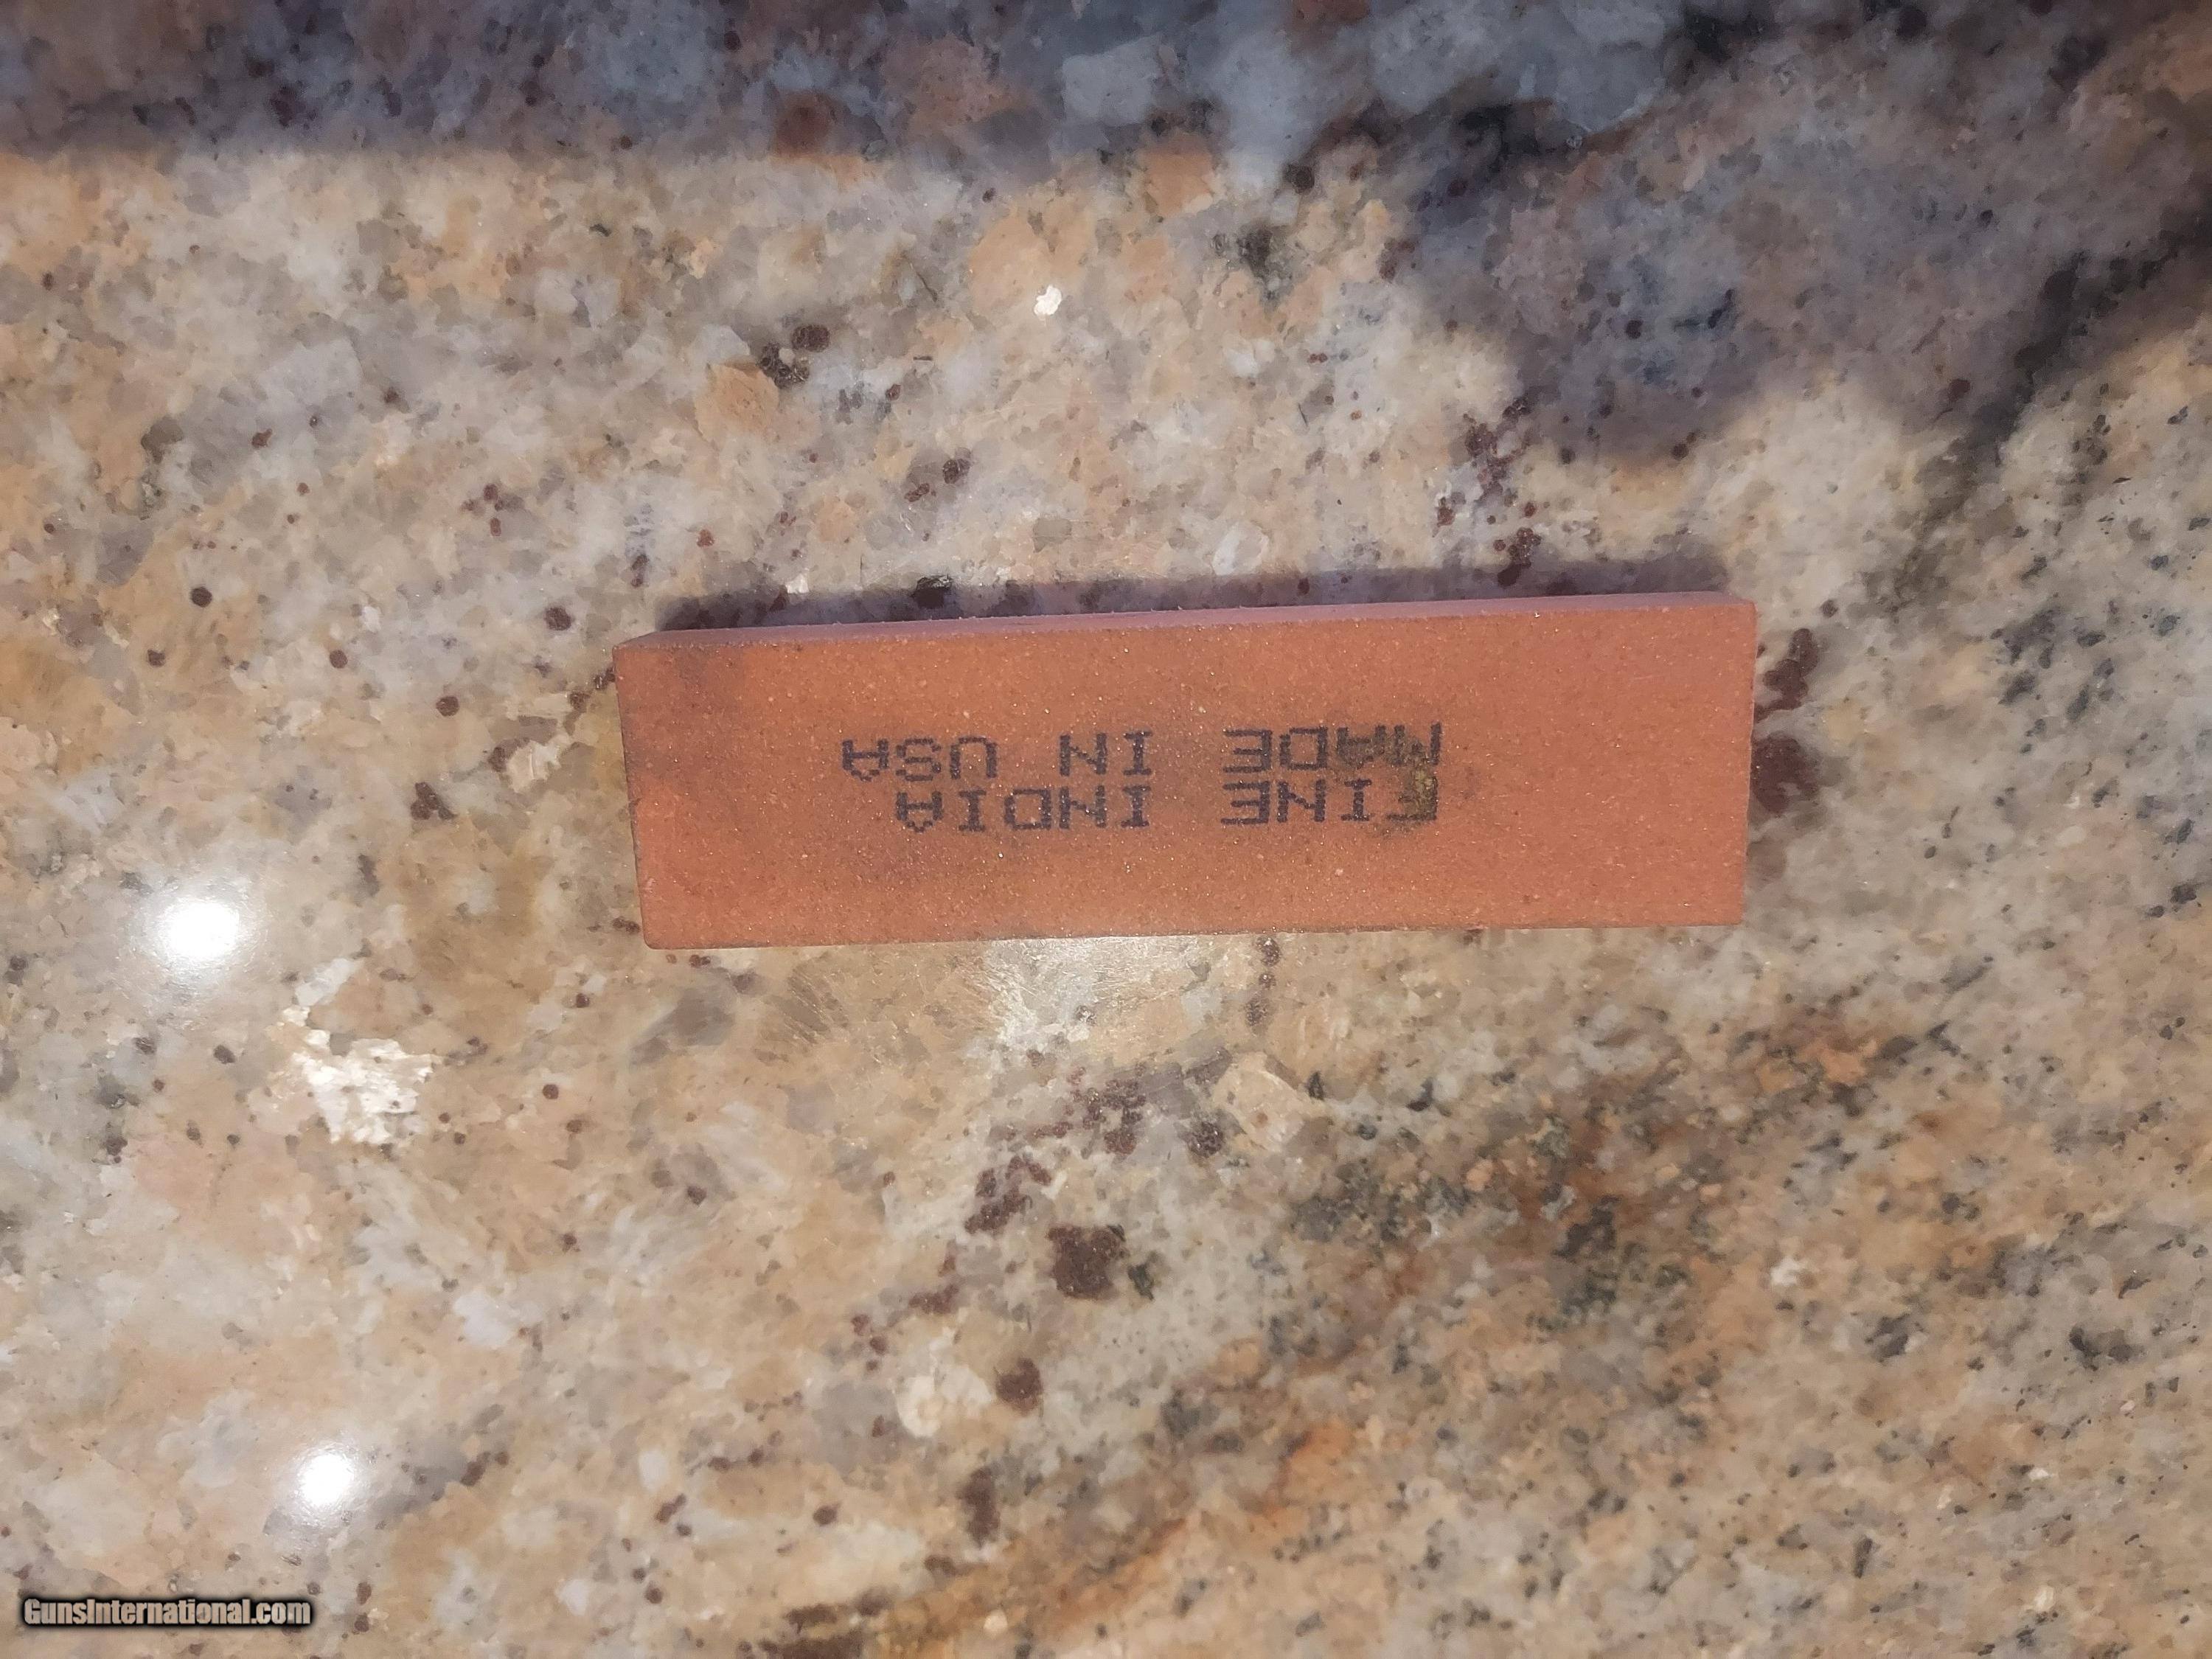 FINE INDIA
MADE IN USA
GunsInternational.com